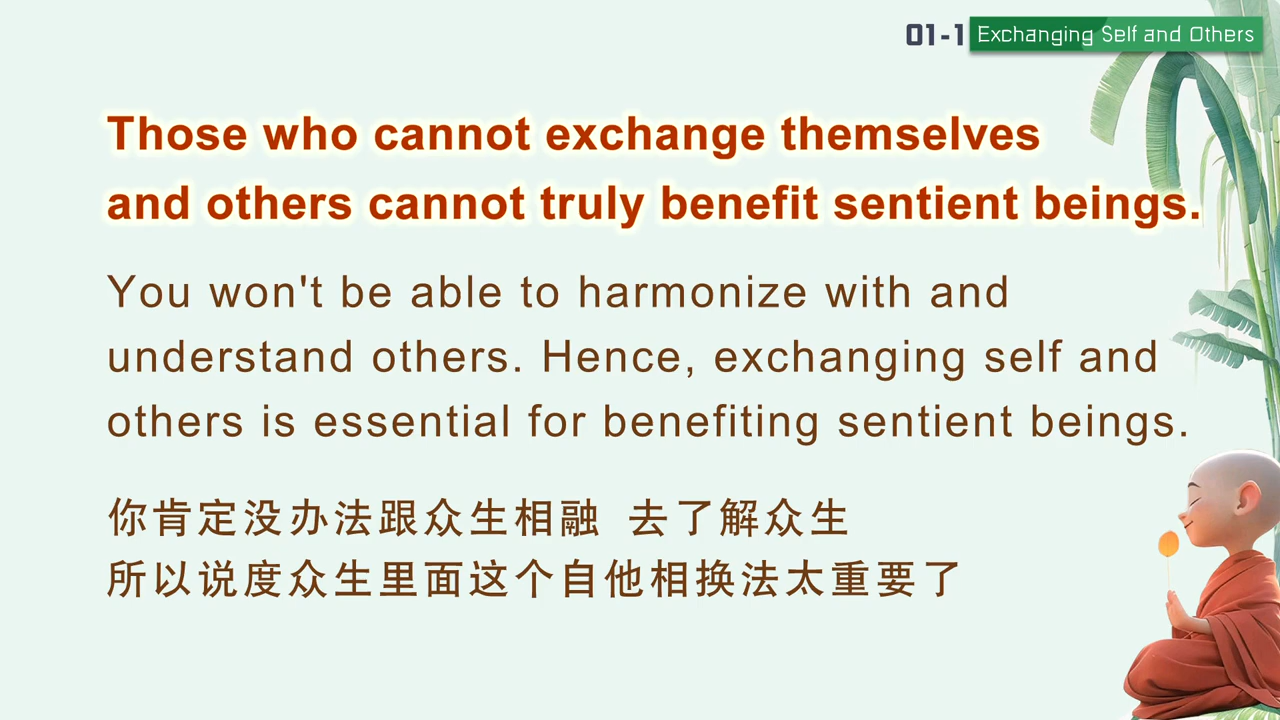 01-1 Exchanging Self and Others
Those who cannot exchange themselves
and others cannot truly benefit sentient beings.
You won't be able to harmonize with and
understand others. Hence, exchanging self and
others is essential for benefiting sentient beings.
你肯定没办法跟众生相融 去了解众生
所以说度众生里面这个自他相换法太重要了